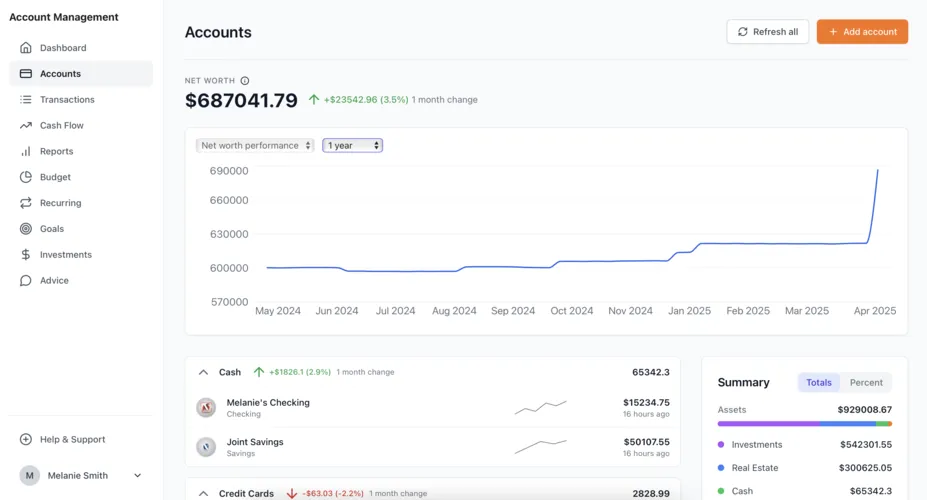 Account Management
Dashboard
Accounts
Transactions
Cash Flow
Reports
Budget
Recurring
Goals
Investments
Advice
Help & Support
M Melanie Smith
Accounts
Refresh all
+ Add account
NET WORTH
$687041.79 +$23542.96 (3.5%) 1 month change
Net worth performance 1 year
690000
660000
630000
600000
570000
May 2024 Jun 2024 Jul 2024 Aug 2024 Sep 2024 Oct 2024 Nov 2024 Jan 2025 Feb 2025 Mar 2025 Apr 2025
Cash +$1826.1 (2.9%) 1 month change 65342.3
Melanie's Checking $15234.75
Checking 16 hours ago
Joint Savings $50107.55
Savings 16 hours ago
Credit Cards -$63.03 (-2.2%) 1 month change 2828.99
Summary Totals Percent
Assets $929008.67
Investments $542301.55
Real Estate $300625.05
Cash $65342.3